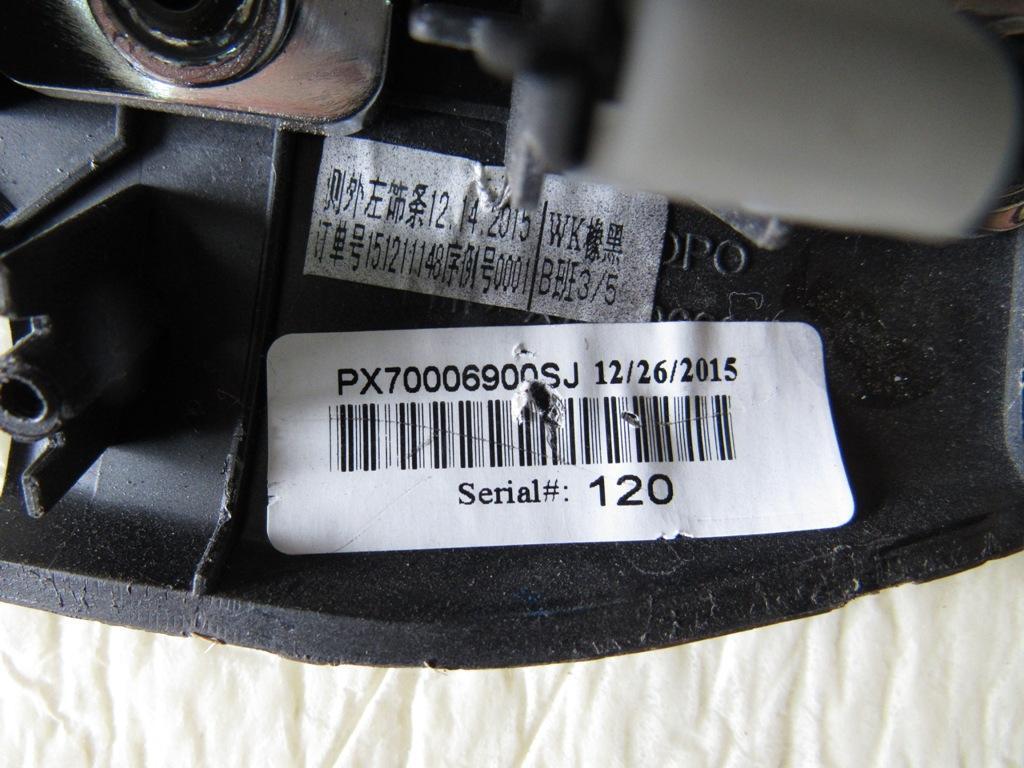 侧外左饰条12.14.2015 WK橡黑
订单号151211148序列号0001 B班3/5
OPO
PX70006900SJ 12/26/2015
Serial#: 120